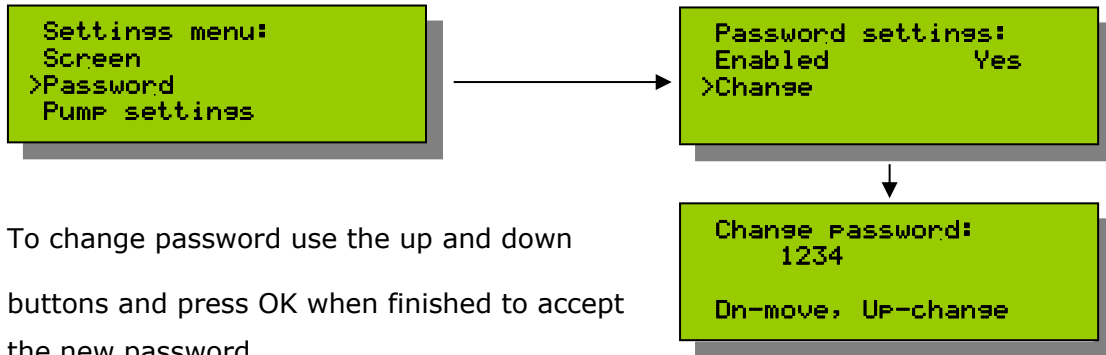 Settings menu:
Screen
>Password
Pump settings
Password settings:
Enabled Yes
>Change
Change password:
1234
Dn-move, Up-change
To change password use the up and down
buttons and press OK when finished to accept
the new password